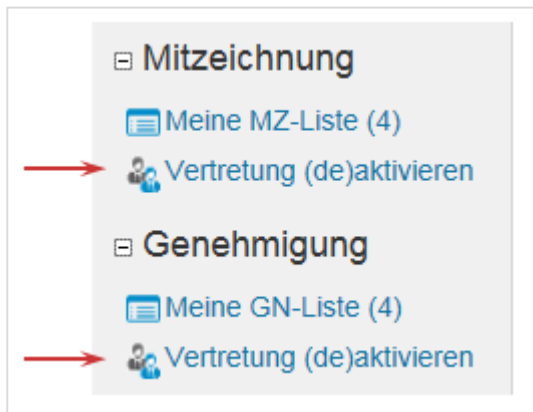 Mitzeichnung
Meine MZ-Liste (4)
Vertretung (de)aktivieren
Genehmigung
Meine GN-Liste (4)
Vertretung (de)aktivieren